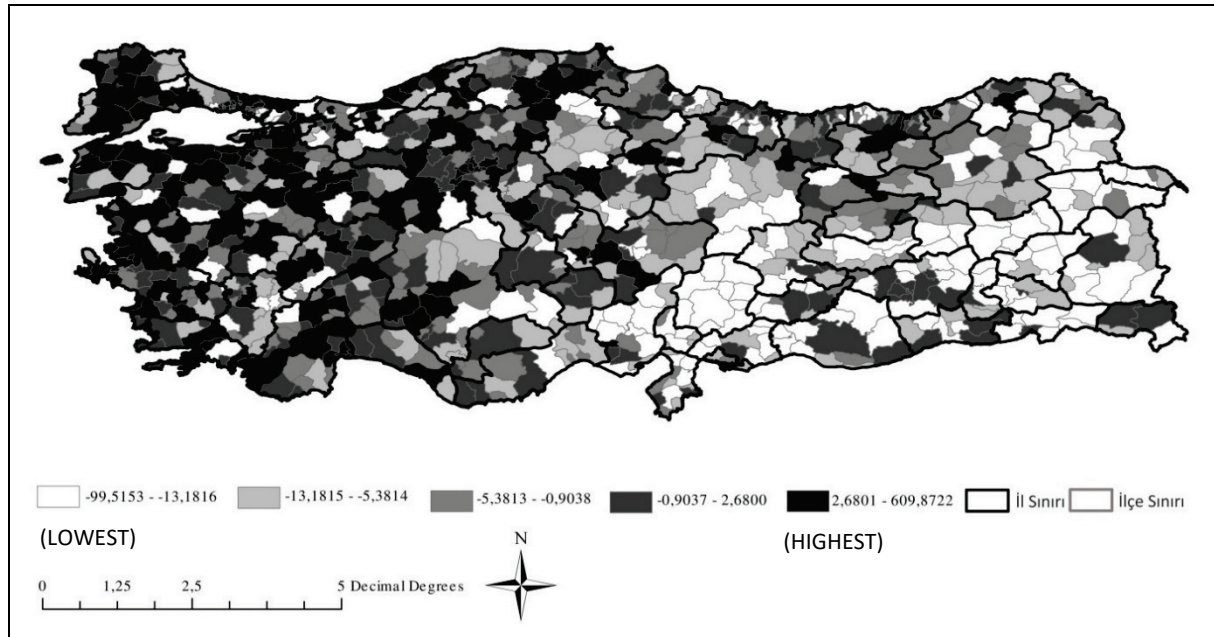 -99,5153 - -13,1816 -13,1815 - -5,3814 -5,3813 - -0,9038 -0,9037 - 2,6800 2,6801 - 609,8722 İl Sınırı İlçe Sınırı
(LOWEST) (HIGHEST)
N
0 1,25 2,5 5 Decimal Degrees